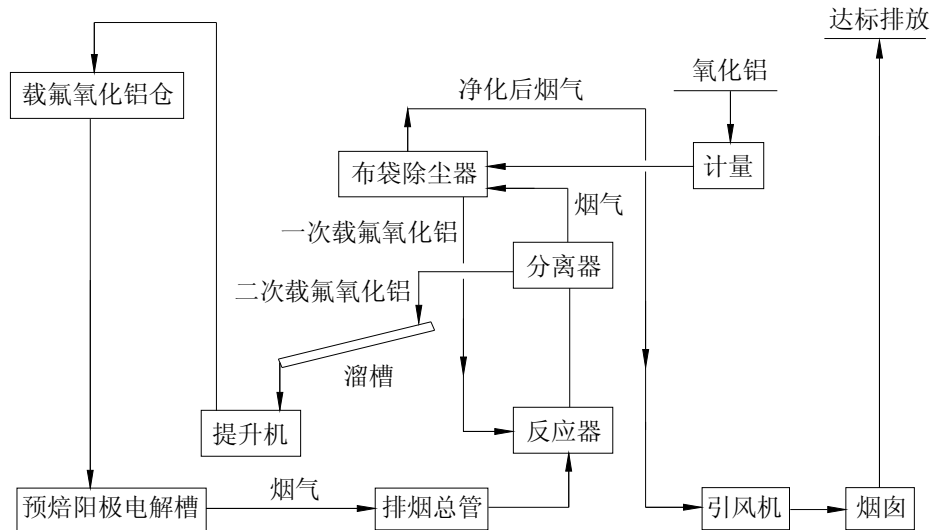 达标排放
氧化铝
净化后烟气
载氟氧化铝仓
计量
布袋除尘器
烟气
一次载氟氧化铝
分离器
二次载氟氧化铝
溜槽
提升机
反应器
烟气
预焙阳极电解槽
排烟总管
引风机
烟囱